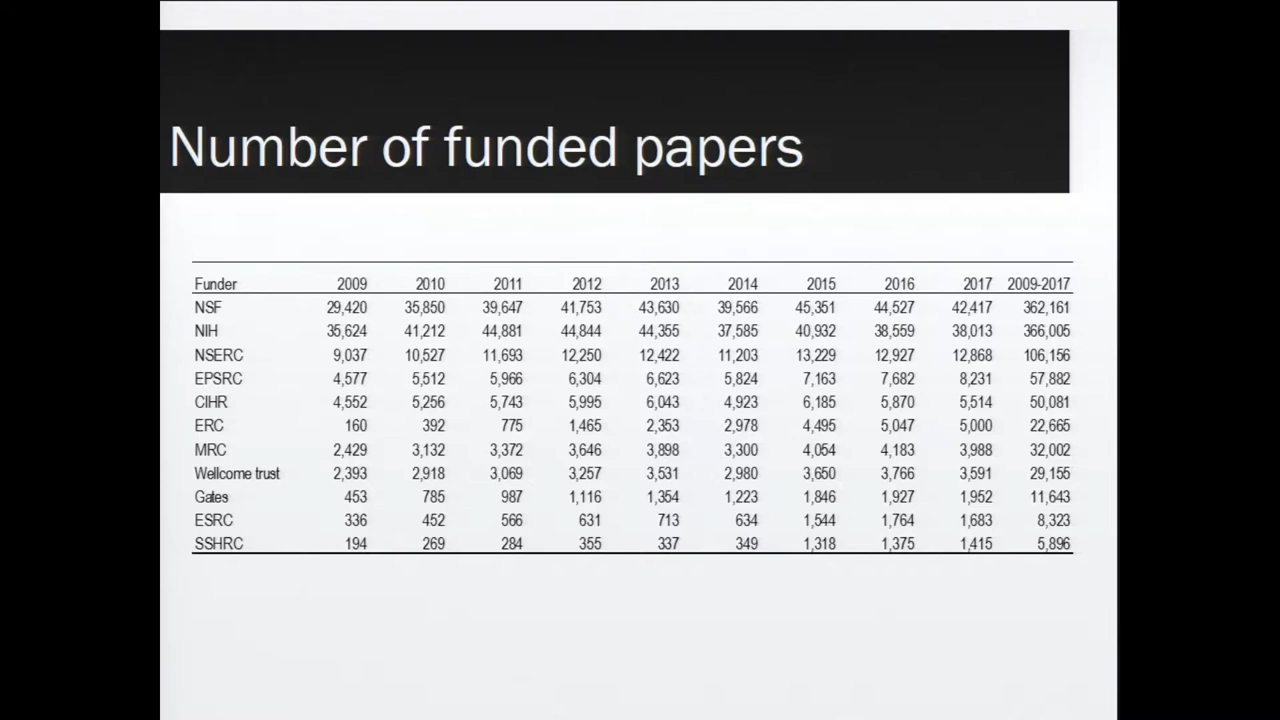 Number of funded papers
Funder 2009 2010 2011 2012 2013 2014 2015 2016 2017 2009-2017
NSF 29,420 35,850 39,647 41,753 43,630 39,566 45,351 44,527 42,417 362,161
NIH 35,624 41,212 44,881 44,844 44,355 37,585 40,932 38,559 38,013 366,005
NSERC 9,037 10,527 11,693 12,250 12,422 11,203 13,229 12,927 12,868 106,156
EPSRC 4,577 5,512 5,966 6,304 6,623 5,824 7,163 7,682 8,231 57,882
CIHR 4,552 5,256 5,743 5,995 6,043 4,923 6,185 5,870 5,514 50,081
ERC 160 392 775 1,465 2,353 2,978 4,495 5,047 5,000 22,665
MRC 2,429 3,132 3,372 3,646 3,898 3,300 4,054 4,183 3,988 32,002
Wellcome trust 2,393 2,918 3,069 3,257 3,531 2,980 3,650 3,766 3,591 29,155
Gates 453 785 987 1,116 1,354 1,223 1,846 1,927 1,952 11,643
ESRC 336 452 566 631 713 634 1,544 1,764 1,683 8,323
SSHRC 194 269 284 355 337 349 1,318 1,375 1,415 5,896